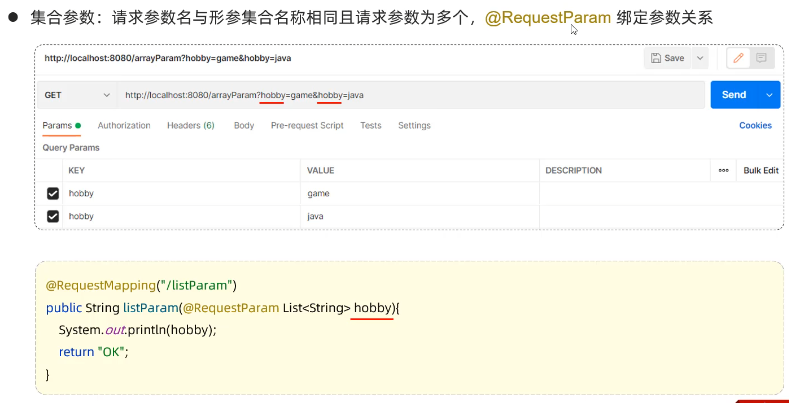 ● 集合参数：请求参数名与形参集合名称相同且请求参数为多个，@RequestParam 绑定参数关系
http://localhost:8080/arrayParam?hobby=game&hobby=java
Save
GET http://localhost:8080/arrayParam?hobby=game&hobby=java Send
Params Authorization Headers (6) Body Pre-request Script Tests Settings Cookies
Query Params
KEY VALUE DESCRIPTION ooo Bulk Edit
hobby game
hobby java
@RequestMapping("/listParam")
public String listParam(@RequestParam List<String> hobby){
System.out.println(hobby);
return "OK";
}